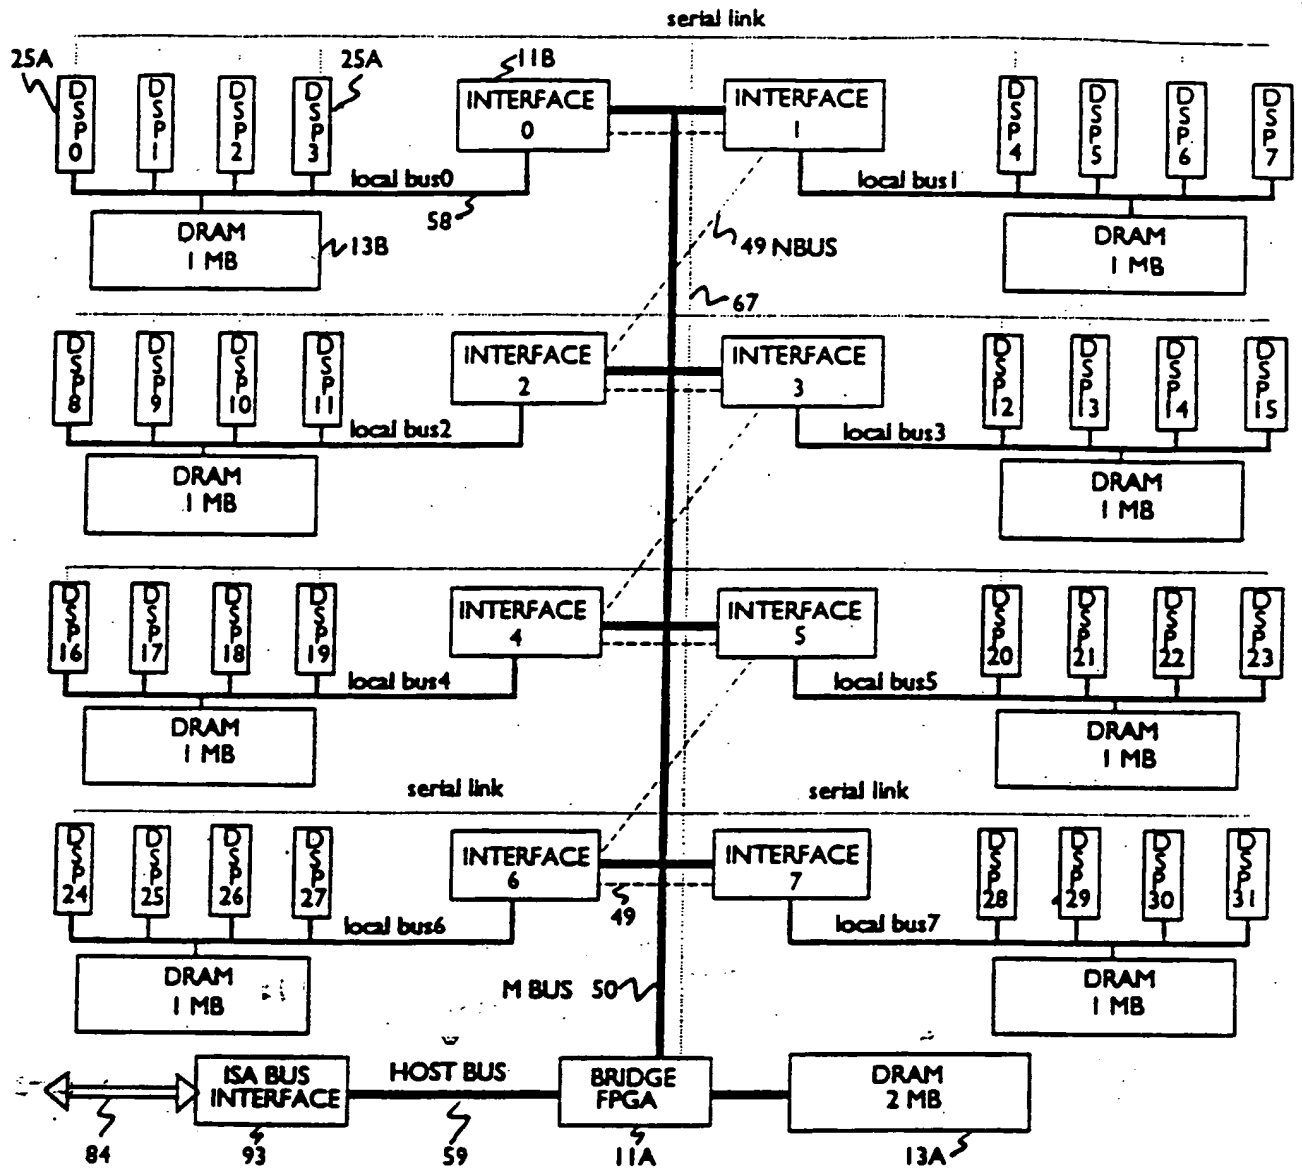 serial link
25A
25A
11B
DSP0
DSP1
DSP2
DSP3
INTERFACE
0
INTERFACE
1
DSP4
DSP5
DSP6
DSP7
local bus0
58
local bus1
DRAM
1 MB
13B
49 NBUS
67
DRAM
1 MB
DSP8
DSP9
DSP10
DSP11
INTERFACE
2
INTERFACE
3
DSP12
DSP13
DSP14
DSP15
local bus2
local bus3
DRAM
1 MB
DRAM
1 MB
DSP16
DSP17
DSP18
DSP19
INTERFACE
4
INTERFACE
5
DSP20
DSP21
DSP22
DSP23
local bus4
local bus5
DRAM
1 MB
DRAM
1 MB
serial link
serial link
DSP24
DSP25
DSP26
DSP27
INTERFACE
6
INTERFACE
7
DSP28
DSP29
DSP30
DSP31
49
local bus6
local bus7
DRAM
1 MB
M BUS 50
DRAM
1 MB
ISA BUS
INTERFACE
HOST BUS
BRIDGE
FPGA
DRAM
2 MB
84
93
59
11A
13A